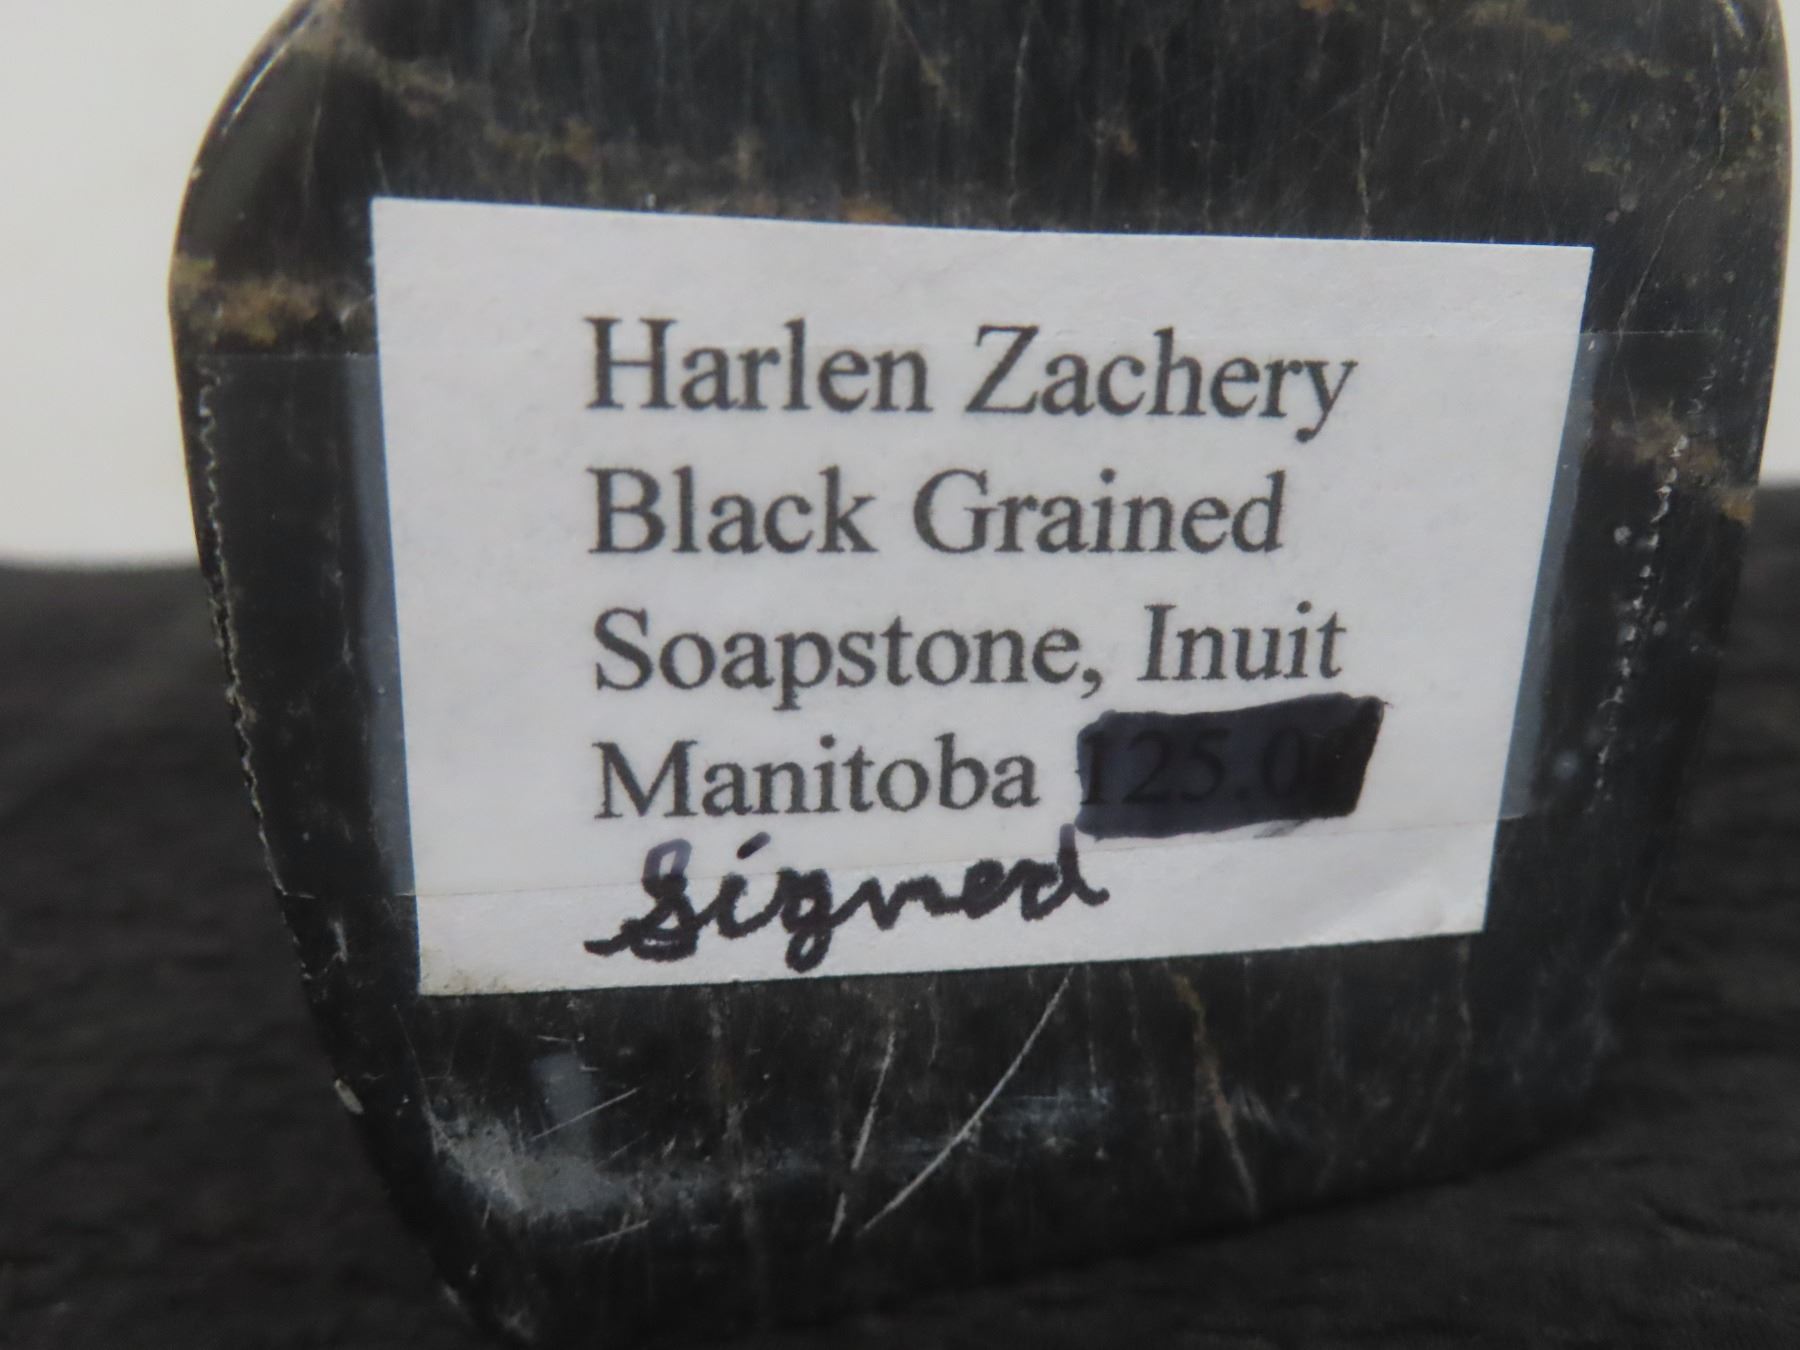 Harlen Zachery
Black Grained
Soapstone, Inuit
Manitoba
Signed